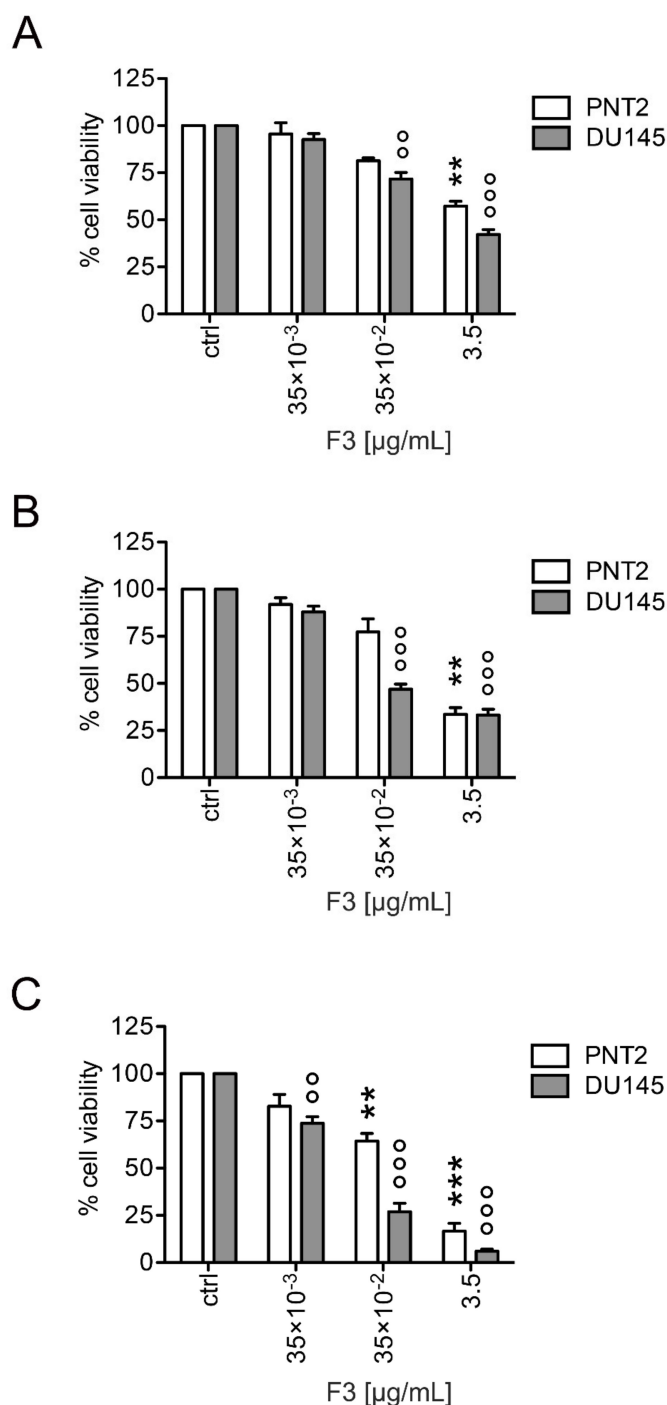 A
125
100
75
50
25
0
% cell viability
PNT2
DU145
°°
**
°°°
ctrl
35×10⁻³
35×10⁻²
3.5
F3 [µg/mL]
B
125
100
75
50
25
0
% cell viability
PNT2
DU145
°°°
**
°°°
ctrl
35×10⁻³
35×10⁻²
3.5
F3 [µg/mL]
C
125
100
75
50
25
0
% cell viability
PNT2
DU145
°°
**
°°°
***
°°°
ctrl
35×10⁻³
35×10⁻²
3.5
F3 [µg/mL]